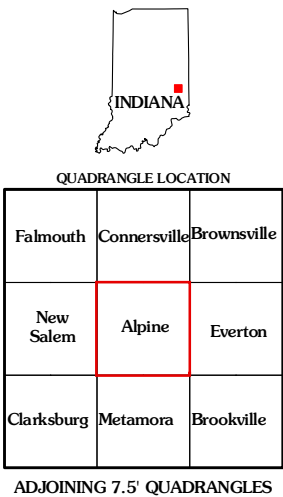 INDIANA
QUADRANGLE LOCATION
Falmouth Connersville Brownsville
New Salem Alpine Everton
Clarksburg Metamora Brookville
ADJOINING 7.5' QUADRANGLES